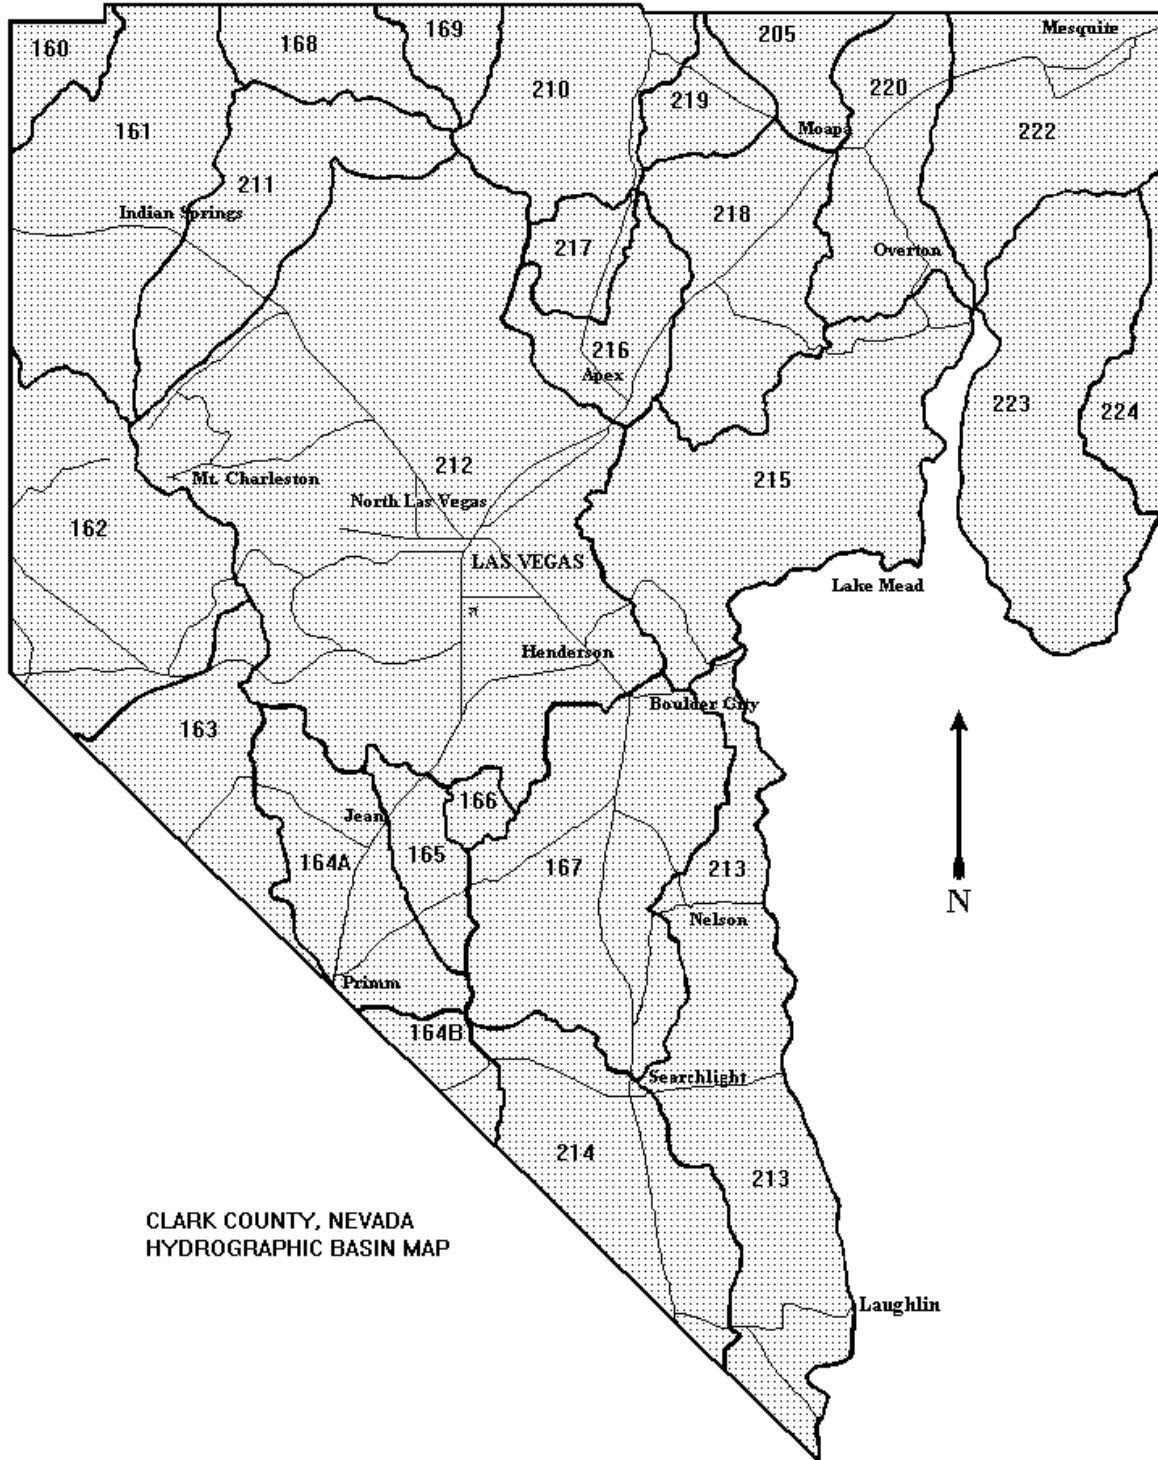 160
168
169
205
Mesquite
210
220
219
161
Moapa
222
211
Indian Springs
218
217
Overton
216
Apex
223
224
212
215
Mt. Charleston
North Las Vegas
162
LAS VEGAS
Lake Mead
Henderson
Boulder City
163
166
Jean
165
164A
167
213
N
Nelson
Primm
164B
Searchlight
214
213
CLARK COUNTY, NEVADA
HYDROGRAPHIC BASIN MAP
Laughlin